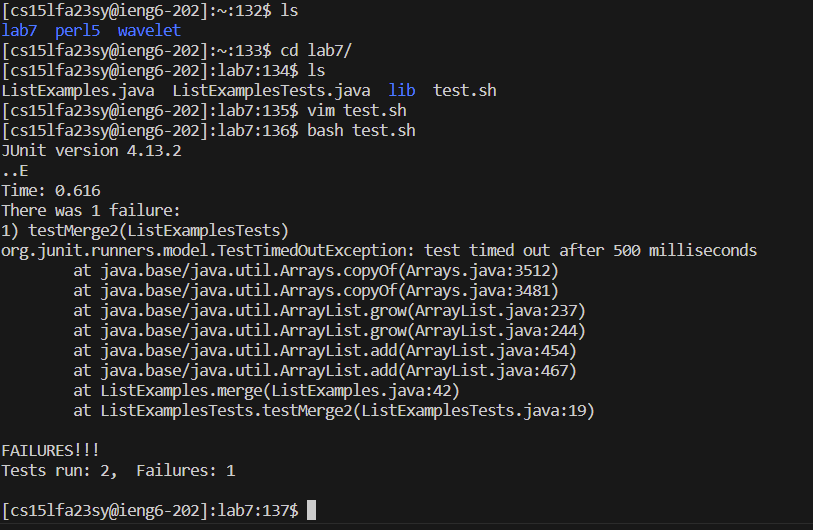 [cs15lfa23sy@ieng6-202]:~:132$ ls
lab7  perl5  wavelet
[cs15lfa23sy@ieng6-202]:~:133$ cd lab7/
[cs15lfa23sy@ieng6-202]:lab7:134$ ls
ListExamples.java  ListExamplesTests.java  lib  test.sh
[cs15lfa23sy@ieng6-202]:lab7:135$ vim test.sh
[cs15lfa23sy@ieng6-202]:lab7:136$ bash test.sh
JUnit version 4.13.2
..E
Time: 0.616
There was 1 failure:
1) testMerge2(ListExamplesTests)
org.junit.runners.model.TestTimedOutException: test timed out after 500 milliseconds
        at java.base/java.util.Arrays.copyOf(Arrays.java:3512)
        at java.base/java.util.Arrays.copyOf(Arrays.java:3481)
        at java.base/java.util.ArrayList.grow(ArrayList.java:237)
        at java.base/java.util.ArrayList.grow(ArrayList.java:244)
        at java.base/java.util.ArrayList.add(ArrayList.java:454)
        at java.base/java.util.ArrayList.add(ArrayList.java:467)
        at ListExamples.merge(ListExamples.java:42)
        at ListExamplesTests.testMerge2(ListExamplesTests.java:19)

FAILURES!!!
Tests run: 2,  Failures: 1

[cs15lfa23sy@ieng6-202]:lab7:137$